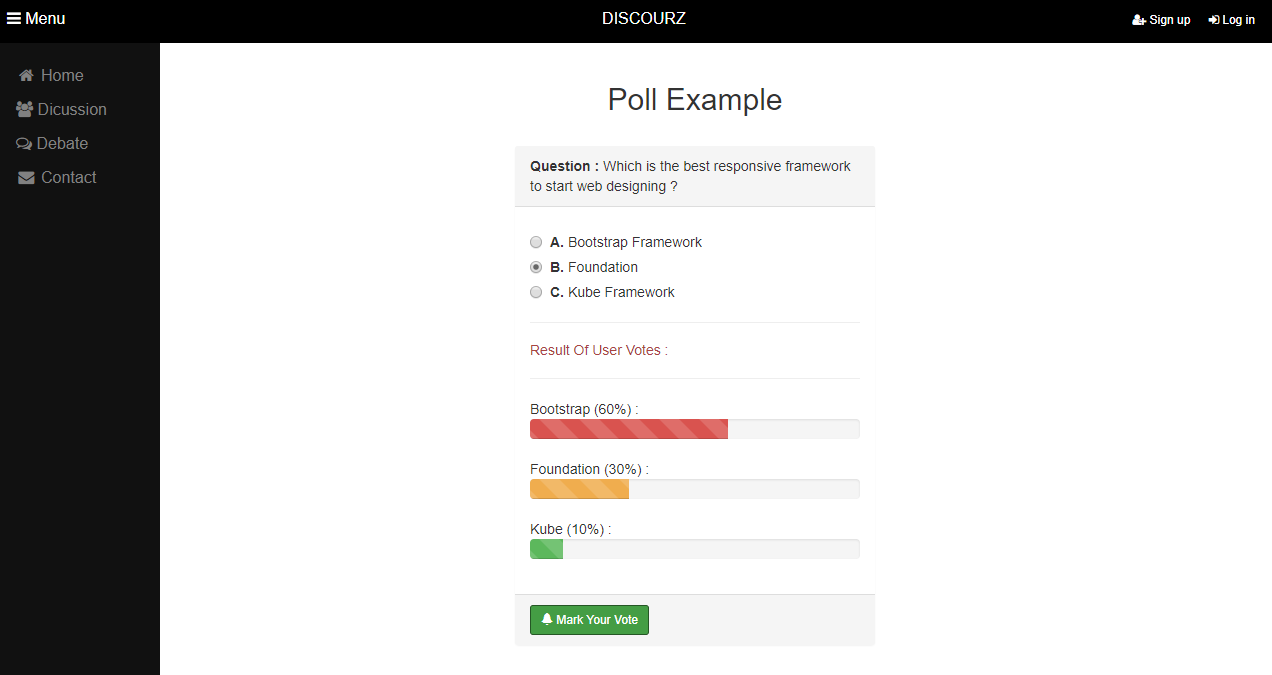 Menu
DISCOURZ
Sign up
Log in
Home
Dicussion
Debate
Contact
Poll Example
Question : Which is the best responsive framework
to start web designing ?
A. Bootstrap Framework
B. Foundation
C. Kube Framework
Result Of User Votes :
Bootstrap (60%) :
Foundation (30%) :
Kube (10%) :
Mark Your Vote